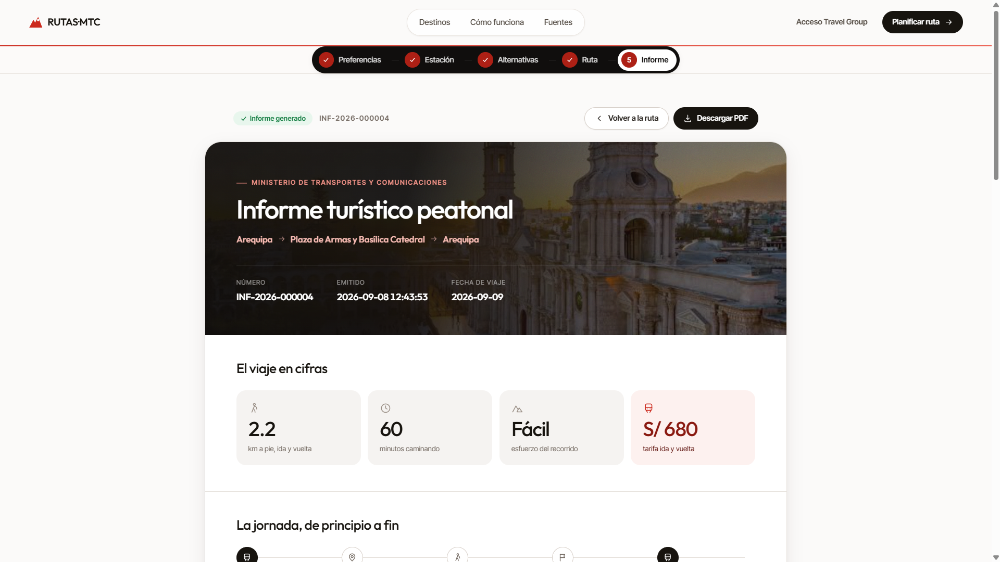 RUTAS·MTC
Destinos
Cómo funciona
Fuentes
Acceso Travel Group
Planificar ruta
Preferencias
Estación
Alternativas
Ruta
5
Informe
Informe generado
INF-2026-000004
Volver a la ruta
Descargar PDF
MINISTERIO DE TRANSPORTES Y COMUNICACIONES
Informe turístico peatonal
Arequipa → Plaza de Armas y Basílica Catedral → Arequipa
NÚMERO
INF-2026-000004
EMITIDO
2026-09-08 12:43:53
FECHA DE VIAJE
2026-09-09
El viaje en cifras
2.2
km a pie, ida y vuelta
60
minutos caminando
Fácil
esfuerzo del recorrido
S/ 680
tarifa ida y vuelta
La jornada, de principio a fin